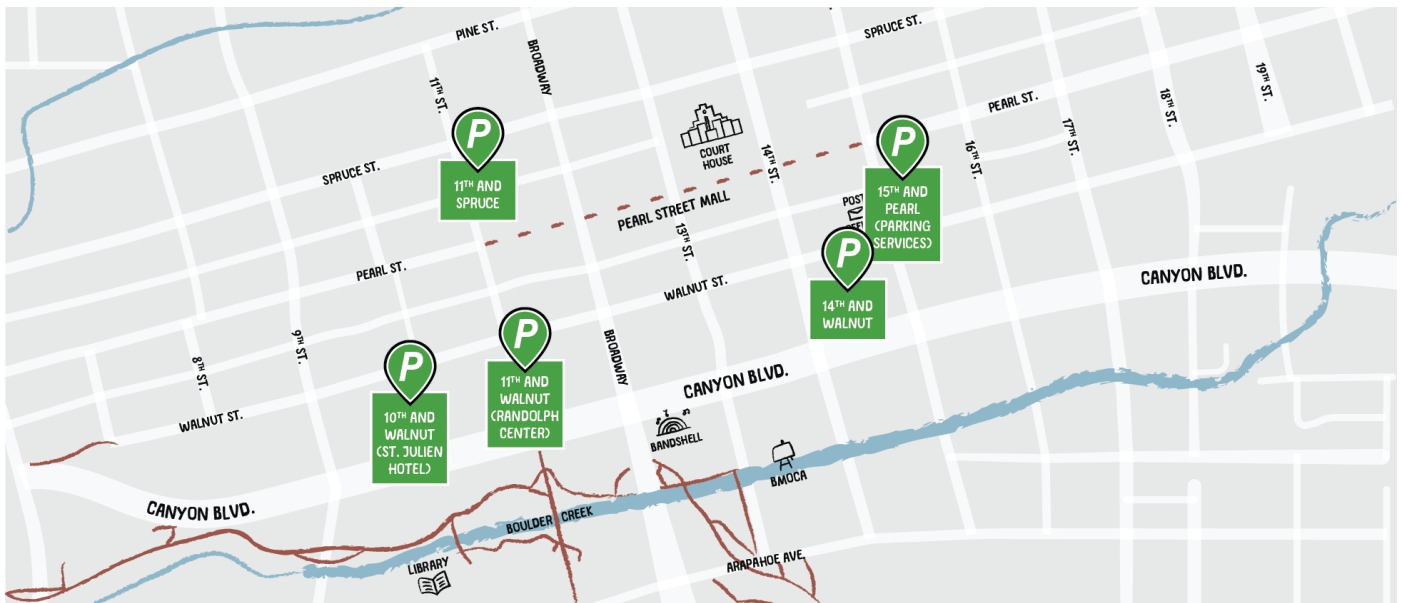 PINE ST.
SPRUCE ST.
BROADWAY
11TH ST.
19TH ST.
18TH ST.
PEARL ST.
17TH ST.
P
P
COURT
HOUSE
14TH ST.
16TH ST.
SPRUCE ST.
11TH AND
SPRUCE
15TH AND
PEARL
(PARKING
SERVICES)
POST
PEARL STREET MALL
13TH ST.
PEARL ST.
WALNUT ST.
P
14TH AND
WALNUT
CANYON BLVD.
9TH ST.
8TH ST.
P
P
BROADWAY
11TH AND
WALNUT
(RANDOLPH
CENTER)
10TH AND
WALNUT
(ST. JULIEN
HOTEL)
CANYON BLVD.
WALNUT ST.
BANDSHELL
BMOCA
CANYON BLVD.
BOULDER CREEK
LIBRARY
ARAPAHOE AVE.